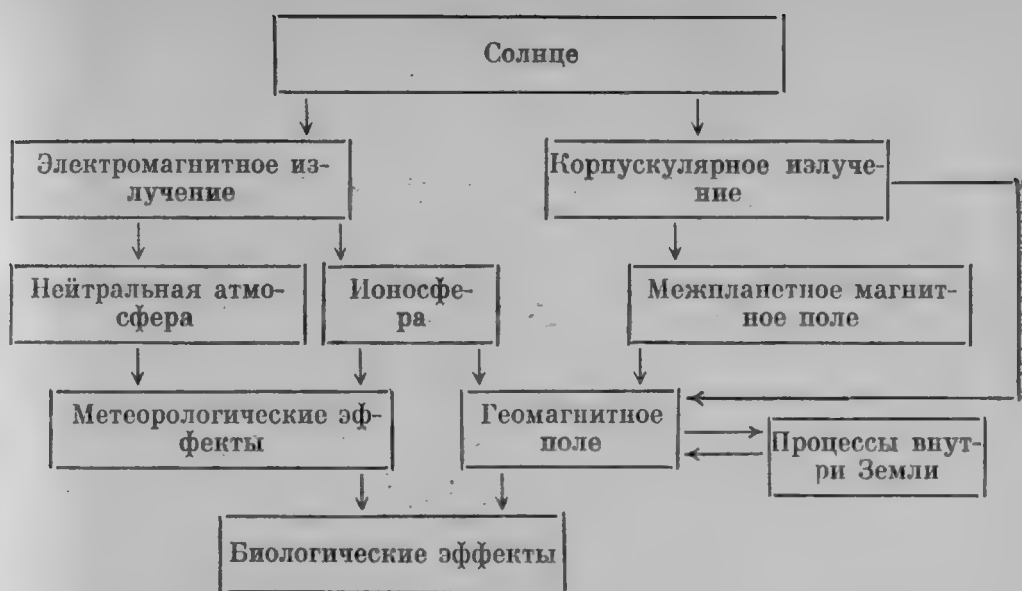 Солнце
Электромагнитное из-
лучение
Корпускулярное излуче-
ние
Нейтральная атмо-
сфера
Ионосфе-
ра
Межпланетное магнит-
ное поле
Метеорологические эф-
фекты
Геомагнитное
поле
Процессы внут-
ри Земли
Биологические эффекты